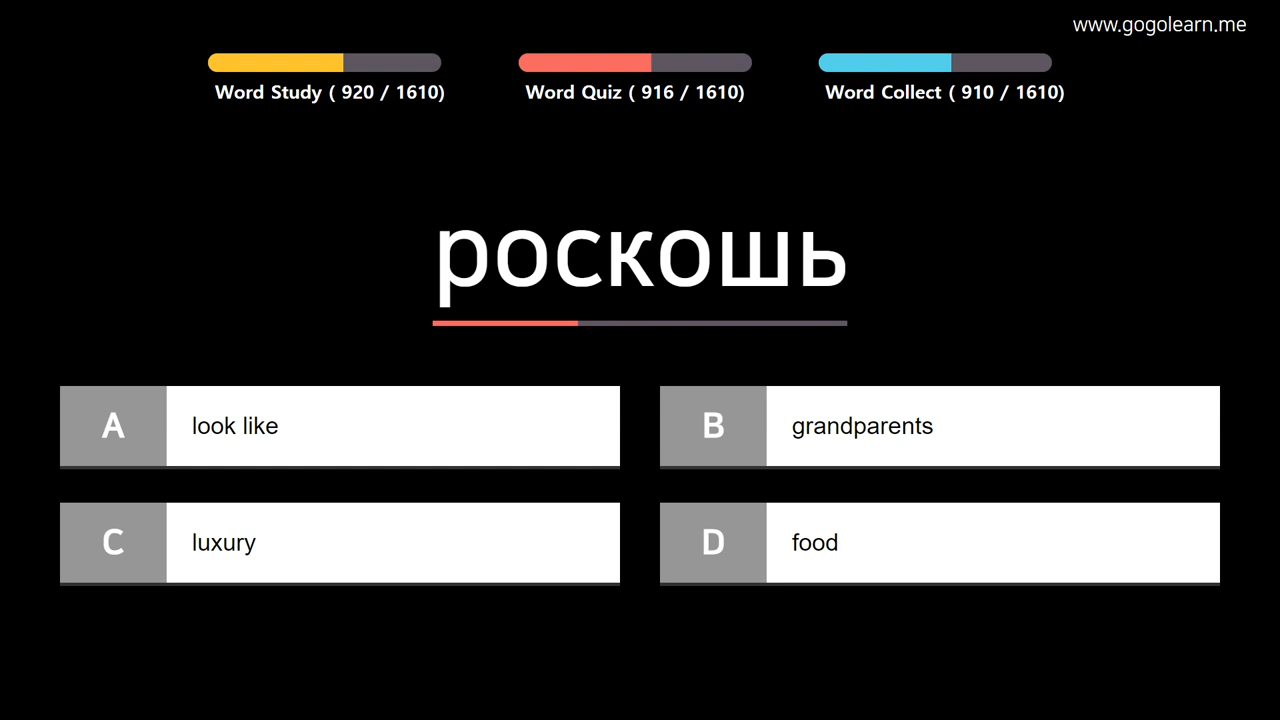 www.gogolearn.me
Word Study ( 920 / 1610)
Word Quiz ( 916 / 1610)
Word Collect ( 910 / 1610)
роскошь
A look like
B grandparents
C luxury
D food